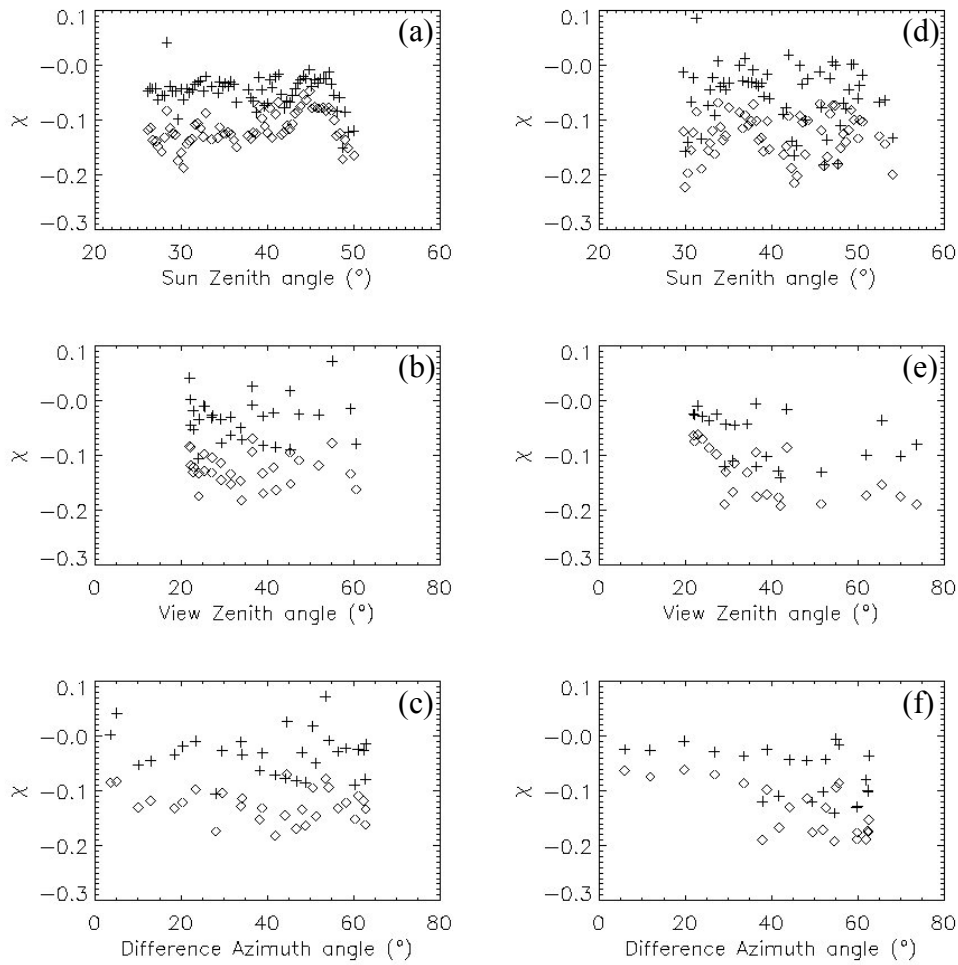 (a)
0.1
−0.0
−0.1
−0.2
−0.3
χ
20 30 40 50 60
Sun Zenith angle (°)
(d)
0.1
−0.0
−0.1
−0.2
−0.3
χ
20 30 40 50 60
Sun Zenith angle (°)
(b)
0.1
−0.0
−0.1
−0.2
−0.3
χ
0 20 40 60 80
View Zenith angle (°)
(e)
0.1
−0.0
−0.1
−0.2
−0.3
χ
0 20 40 60 80
View Zenith angle (°)
(c)
0.1
−0.0
−0.1
−0.2
−0.3
χ
0 20 40 60 80
Difference Azimuth angle (°)
(f)
0.1
−0.0
−0.1
−0.2
−0.3
χ
0 20 40 60 80
Difference Azimuth angle (°)